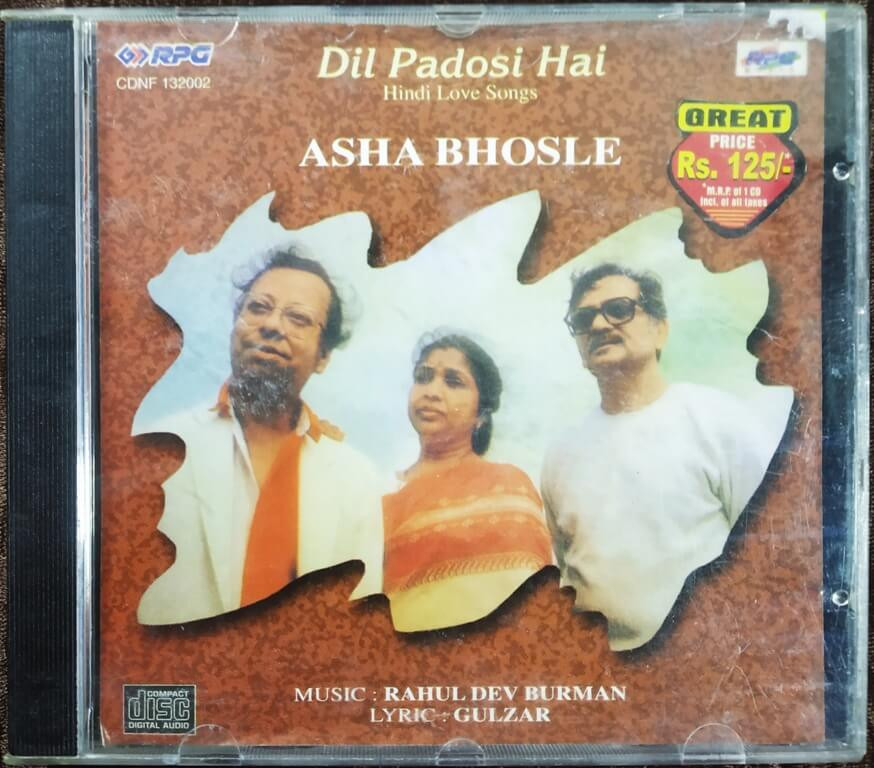 RPG
CDNF 132002
Dil Padosi Hai
Hindi Love Songs
ASHA BHOSLE
RPG
GREAT
PRICE
Rs. 125/-*
*M.R.P. of 1 CD
Incl. of all taxes
MUSIC : RAHUL DEV BURMAN
LYRIC : GULZAR
COMPACT
disc
DIGITAL AUDIO